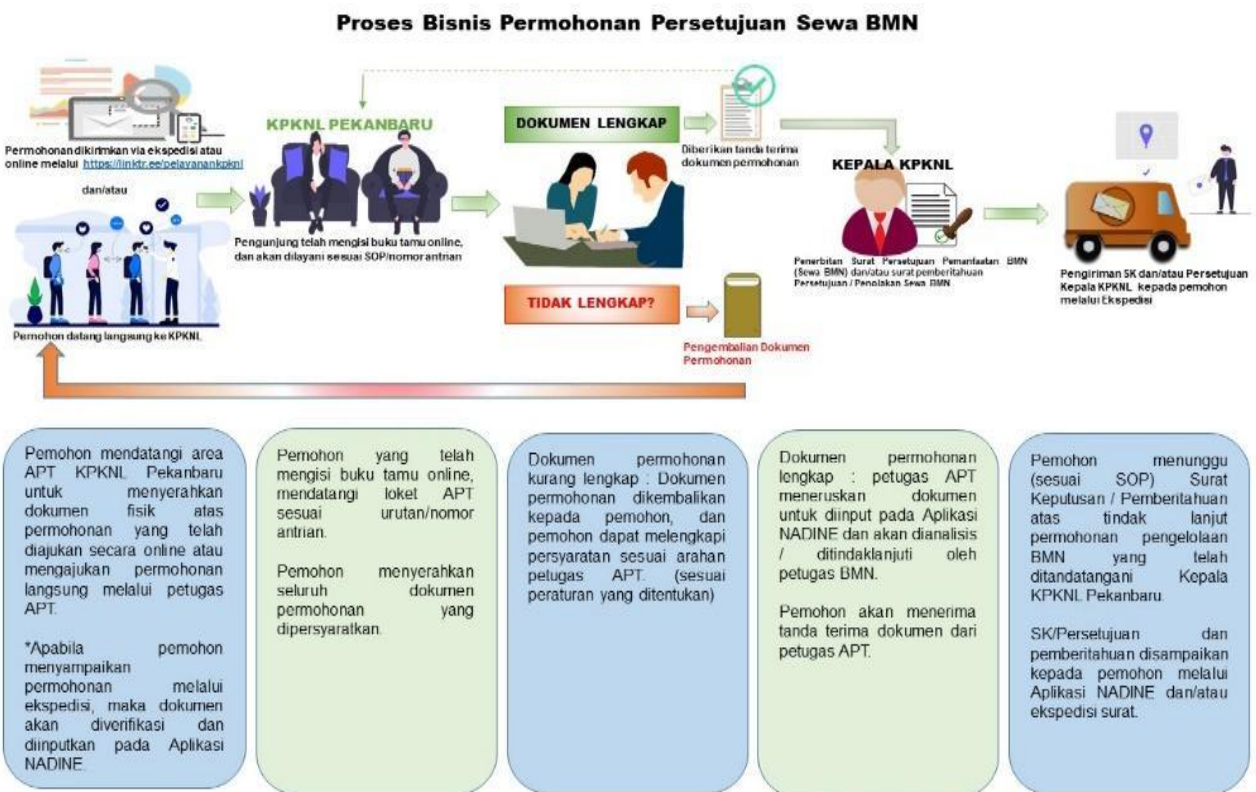 Proses Bisnis Permohonan Persetujuan Sewa BMN
Permohonan dikirimkan via ekspedisi atau
online melalui https://linktr.ee/pelayanankpknl
dan/atau
Pemohon datang langsung ke KPKNL
KPKNL PEKANBARU
Pengunjung telah mengisi buku tamu online,
dan akan dilayani sesuai SOP/nomor antrian
DOKUMEN LENGKAP
TIDAK LENGKAP?
Diberikan tanda terima
dokumen permohonan
Pengembalian Dokumen
Permohonan
KEPALA KPKNL
Penerbitan Surat Persetujuan Pemanfaatan BMN
(Sewa BMN) dan/atau surat pemberitahuan
Persetujuan / Penolakan Sewa BMN
Pengiriman SK dan/atau Persetujuan
Kepala KPKNL kepada pemohon
melalui Ekspedisi
Pemohon mendatangi area
APT KPKNL Pekanbaru
untuk menyerahkan
dokumen fisik atas
permohonan yang telah
diajukan secara online atau
mengajukan permohonan
langsung melalui petugas
APT.
*Apabila pemohon
menyampaikan
permohonan melalui
ekspedisi, maka dokumen
akan diverifikasi dan
diinputkan pada Aplikasi
NADINE.
Pemohon yang telah
mengisi buku tamu online,
mendatangi loket APT
sesuai urutan/nomor
antrian.
Pemohon menyerahkan
seluruh dokumen
permohonan yang
dipersyaratkan.
Dokumen permohonan
kurang lengkap : Dokumen
permohonan dikembalikan
kepada pemohon, dan
pemohon dapat melengkapi
persyaratan sesuai arahan
petugas APT. (sesuai
peraturan yang ditentukan)
Dokumen permohonan
lengkap : petugas APT
meneruskan dokumen
untuk diinput pada Aplikasi
NADINE dan akan dianalisis
/ ditindaklanjuti oleh
petugas BMN.
Pemohon akan menerima
tanda terima dokumen dari
petugas APT.
Pemohon menunggu
(sesuai SOP) Surat
Keputusan / Pemberitahuan
atas tindak lanjut
permohonan pengelolaan
BMN yang telah
ditandatangani Kepala
KPKNL Pekanbaru.
SK/Persetujuan dan
pemberitahuan disampaikan
kepada pemohon melalui
Aplikasi NADINE dan/atau
ekspedisi surat.